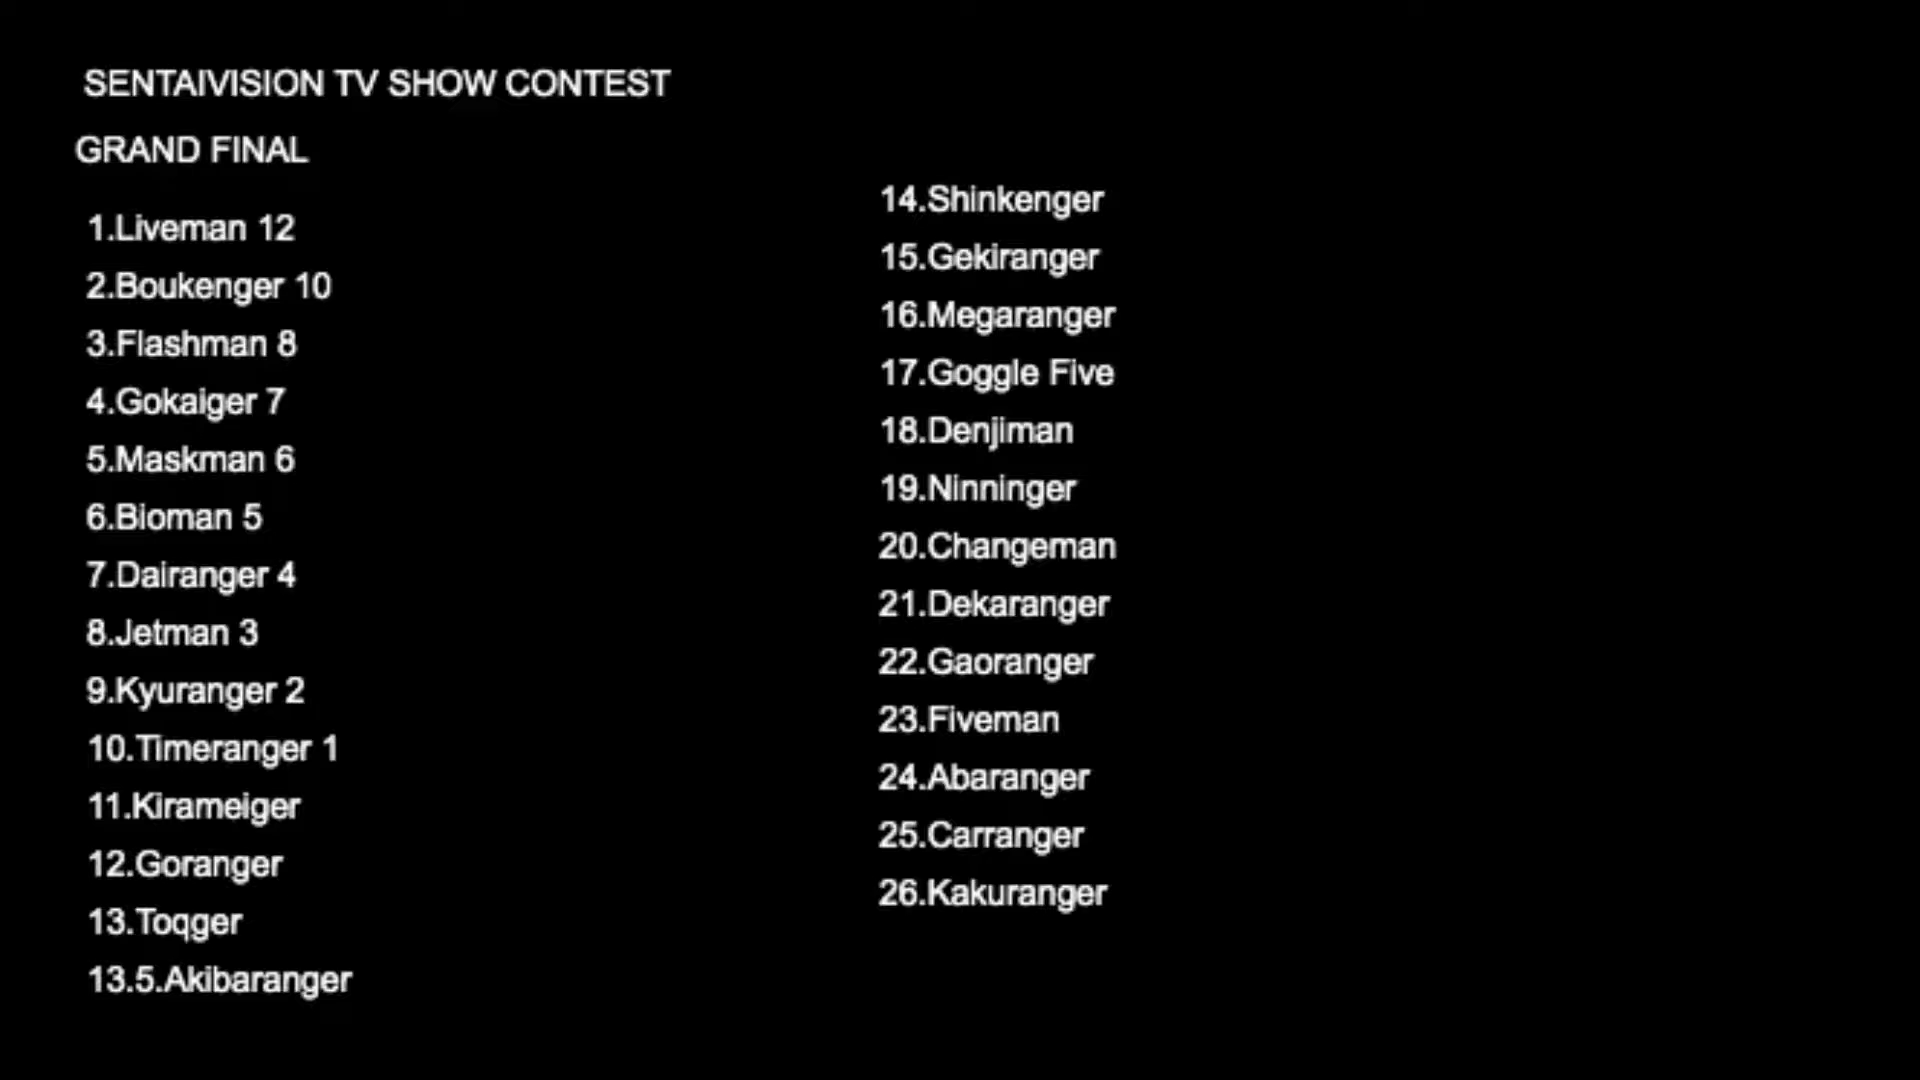 SENTAIVISION TV SHOW CONTEST
GRAND FINAL
1.Liveman 12
2.Boukenger 10
3.Flashman 8
4.Gokaiger 7
5.Maskman 6
6.Bioman 5
7.Dairanger 4
8.Jetman 3
9.Kyuranger 2
10.Timeranger 1
11.Kirameiger
12.Goranger
13.Toqger
13.5.Akibaranger
14.Shinkenger
15.Gekiranger
16.Megaranger
17.Goggle Five
18.Denjiman
19.Ninninger
20.Changeman
21.Dekaranger
22.Gaoranger
23.Fiveman
24.Abaranger
25.Carranger
26.Kakuranger